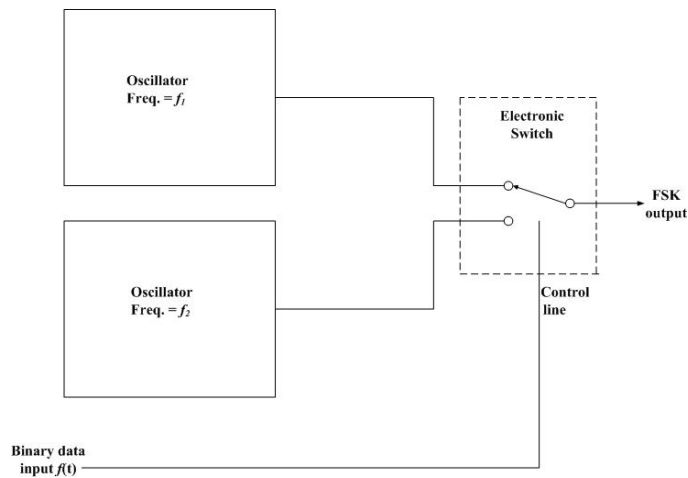 Oscillator
Freq. = f1
Electronic
Switch
FSK
output
Oscillator
Freq. = f2
Control
line
Binary data
input f(t)